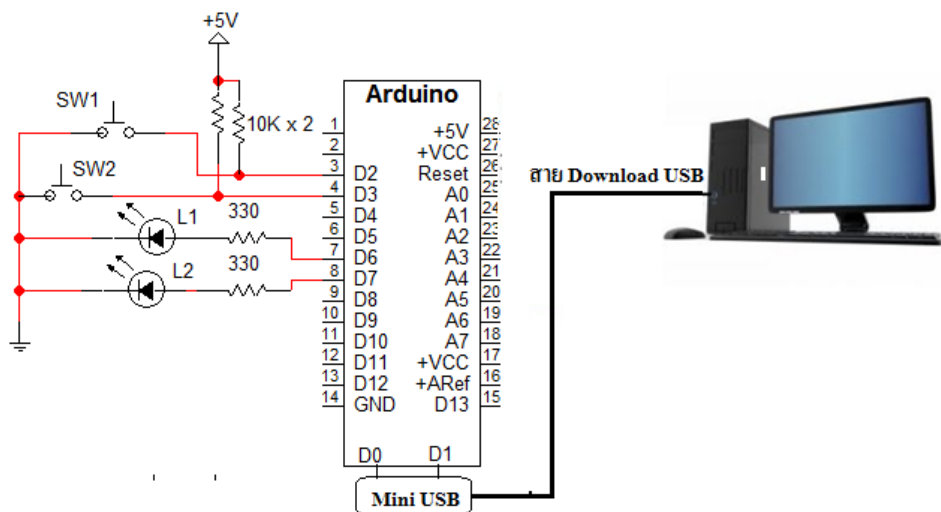 +5V
SW1
10K x 2
SW2
L1
330
330
L2
Arduino
1
2
3 D2
4 D3
5 D4
6 D5
7 D6
8 D7
9 D8
10 D9
11 D10
12 D11
13 D12
14 GND
+5V 28
+VCC 27
Reset 26
A0 25
A1 24
A2 23
A3 22
A4 21
A5 20
A6 19
A7 18
+VCC 17
+ARef 16
D13 15
D0 D1
Mini USB
สาย Download USB